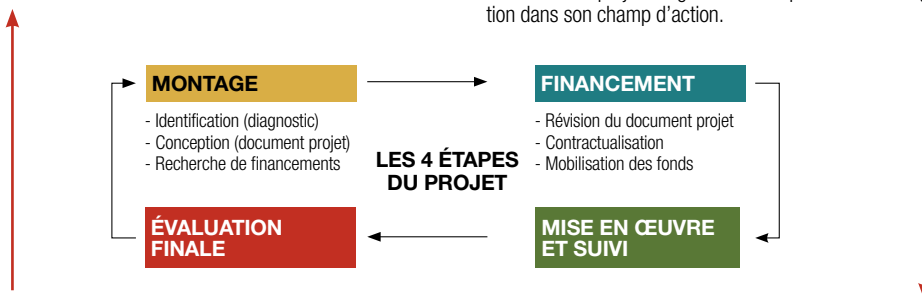 tion dans son champ d’action.
MONTAGE
- Identification (diagnostic)
- Conception (document projet)
- Recherche de financements
LES 4 ÉTAPES
DU PROJET
FINANCEMENT
- Révision du document projet
- Contractualisation
- Mobilisation des fonds
ÉVALUATION
FINALE
MISE EN ŒUVRE
ET SUIVI